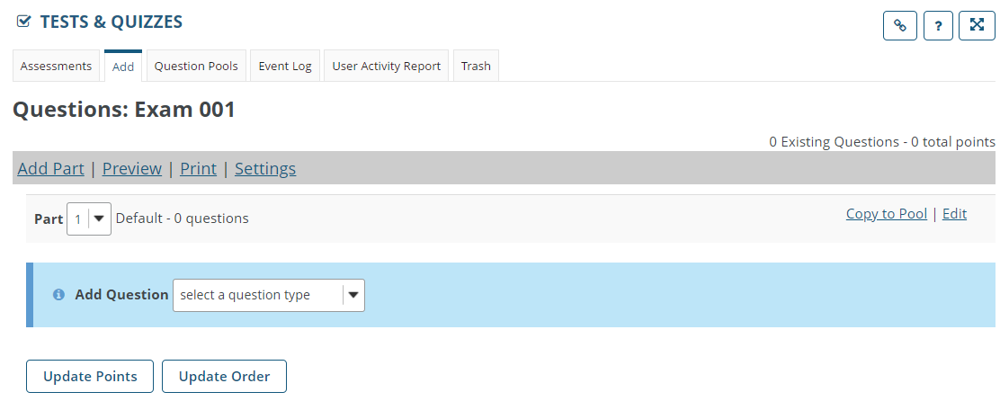 TESTS & QUIZZES
?
Assessments Add Question Pools Event Log User Activity Report Trash
Questions: Exam 001
0 Existing Questions - 0 total points
Add Part | Preview | Print | Settings
Part 1 Default - 0 questions Copy to Pool | Edit
Add Question select a question type
Update Points Update Order